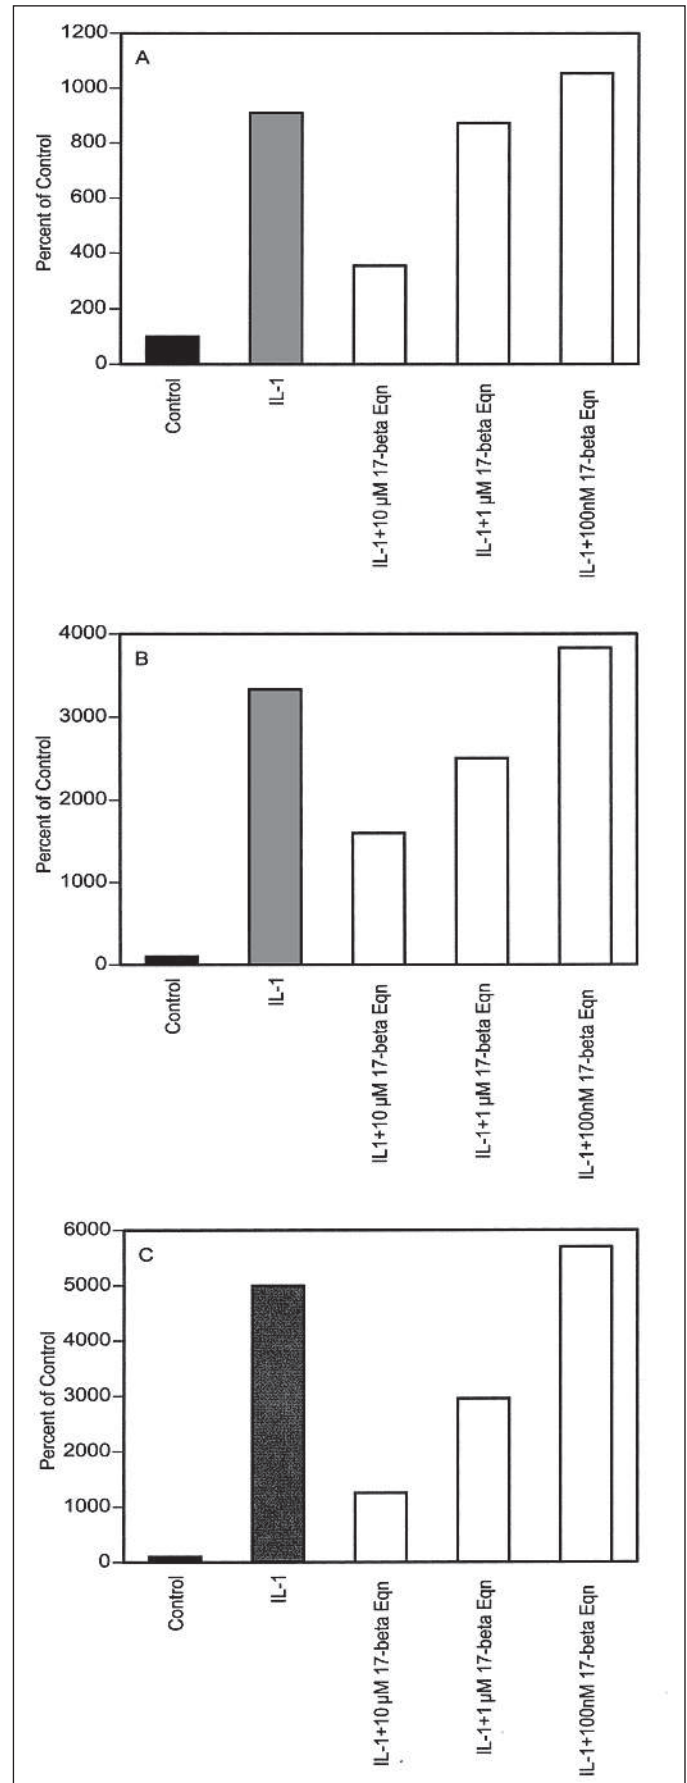 A
Percent of Control
1200
1000
800
600
400
200
0
Control
IL-1
IL-1+10 µM 17-beta Eqn
IL-1+1 µM 17-beta Eqn
IL-1+100nM 17-beta Eqn
B
Percent of Control
4000
3000
2000
1000
0
Control
IL-1
IL1+10 µM 17-beta Eqn
IL-1+1 µM 17-beta Eqn
IL-1+100nM 17-beta Eqn
C
Percent of Control
6000
5000
4000
3000
2000
1000
0
Control
IL-1
IL-1+10 µM 17-beta Eqn
IL-1+1 µM 17-beta Eqn
IL-1+100nM 17-beta Eqn